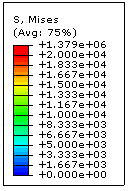 S, Mises
(Avg: 75%)
+1.379e+06
+2.000e+04
+1.833e+04
+1.667e+04
+1.500e+04
+1.333e+04
+1.167e+04
+1.000e+04
+8.333e+03
+6.667e+03
+5.000e+03
+3.333e+03
+1.667e+03
+0.000e+00